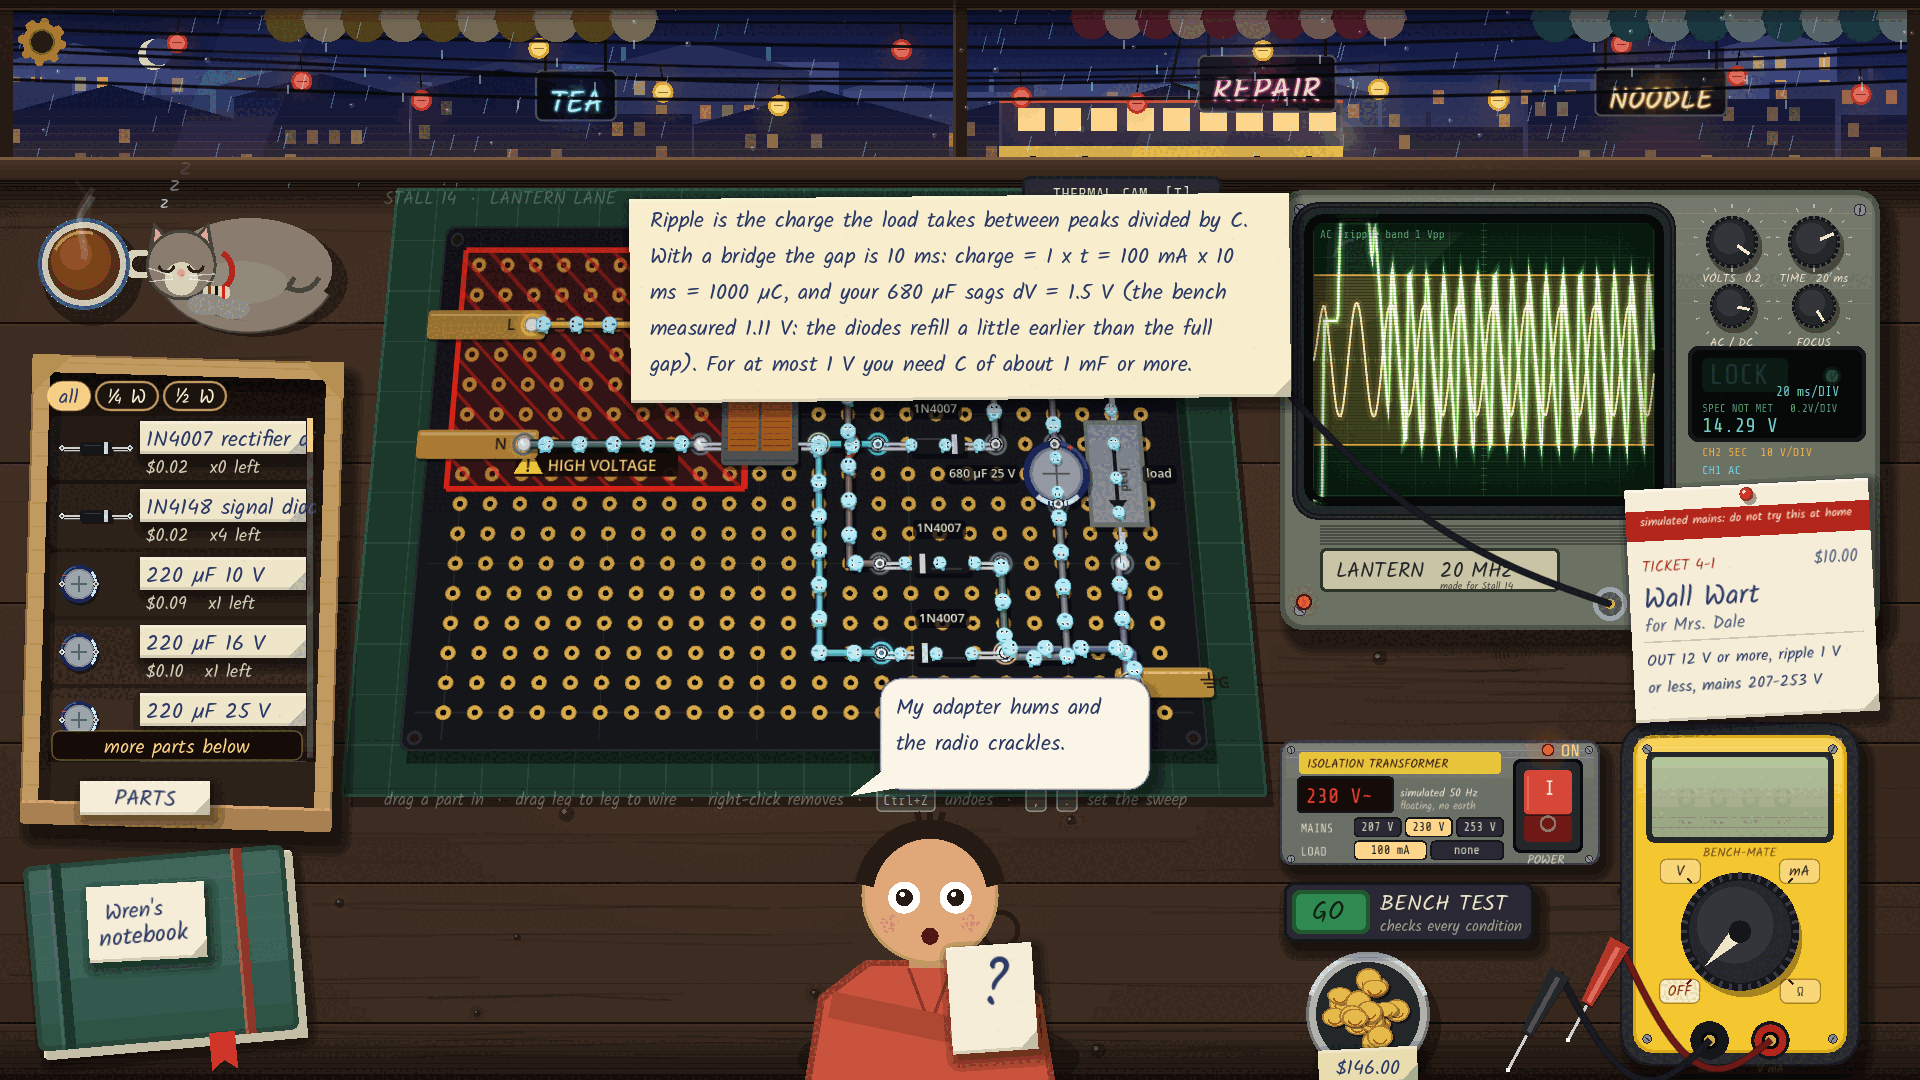 TEA
REPAIR
NOODLE
z
z
z
STALL 14 · LANTERN LANE
THERMAL CAM [T]
Ripple is the charge the load takes between peaks divided by C.
With a bridge the gap is 10 ms: charge = I x t = 100 mA x 10
ms = 1000 µC, and your 680 µF sags dV = 1.5 V (the bench
measured 1.11 V: the diodes refill a little earlier than the full
gap). For at most 1 V you need C of about 1 mF or more.
L
N
HIGH VOLTAGE
1N4007
680 µF 25 V
load
load
1N4007
1N4007
G
all
¼ W
½ W
1N4007 rectifier
$0.02 x0 left
1N4148 signal
$0.02 x4 left
220 µF 10 V
$0.09 x1 left
220 µF 16 V
$0.10 x1 left
220 µF 25 V
more parts below
PARTS
Wren's
notebook
My adapter hums and
the radio crackles.
drag a part in · drag leg to leg to wire · right-click removes · Ctrl+Z undoes · , . set the sweep
?
AC ripple band 1 Vpp
VOLTS 0.2
TIME 20 ms
AC / DC
FOCUS
LOCK
20 ms/DIV
SPEC NOT MET 0.2V/DIV
14.29 V
CH2 SEC 10 V/DIV
CH1 AC
LANTERN 20 MHz
made for Stall 14
simulated mains: do not try this at home
TICKET 4-1
$10.00
Wall Wart
for Mrs. Dale
OUT 12 V or more, ripple 1 V
or less, mains 207-253 V
ISOLATION TRANSFORMER
ON
230 V~
simulated 50 Hz
floating, no earth
MAINS 207 V 230 V 253 V
LOAD 100 mA none
I
POWER
GO
BENCH TEST
checks every condition
$146.00
BENCH-MATE
V
mA
OFF
Ω